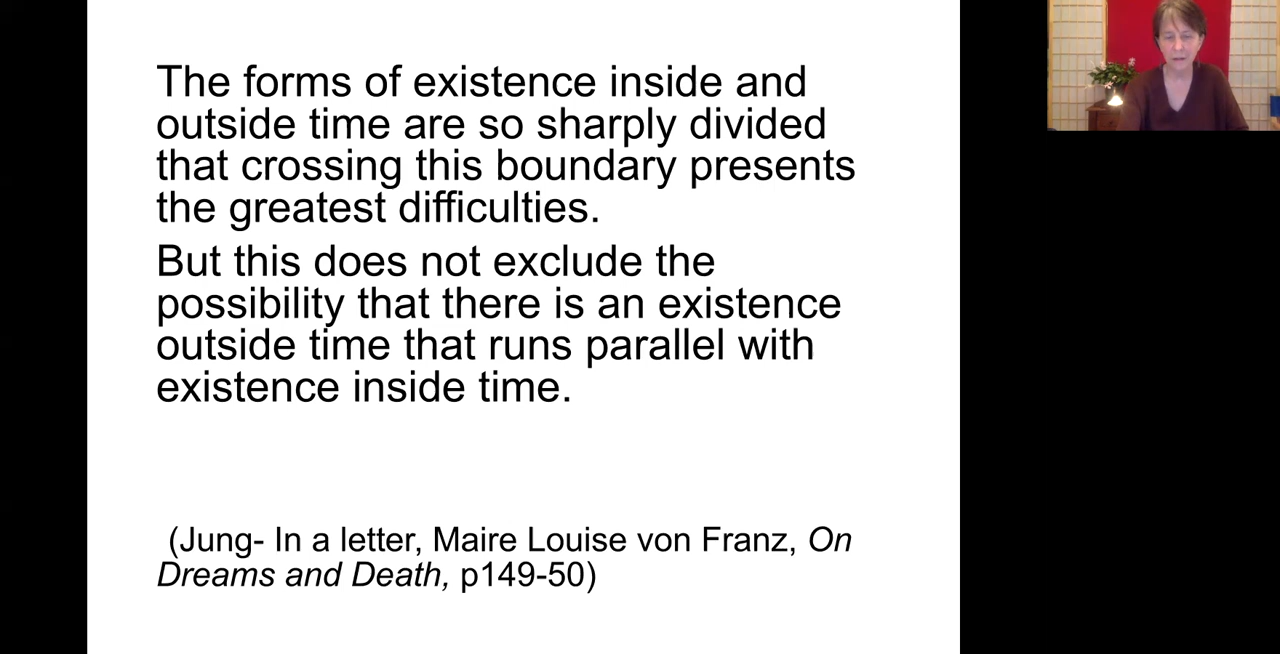 The forms of existence inside and
outside time are so sharply divided
that crossing this boundary presents
the greatest difficulties.
But this does not exclude the
possibility that there is an existence
outside time that runs parallel with
existence inside time.
(Jung- In a letter, Maire Louise von Franz, On
Dreams and Death, p149-50)